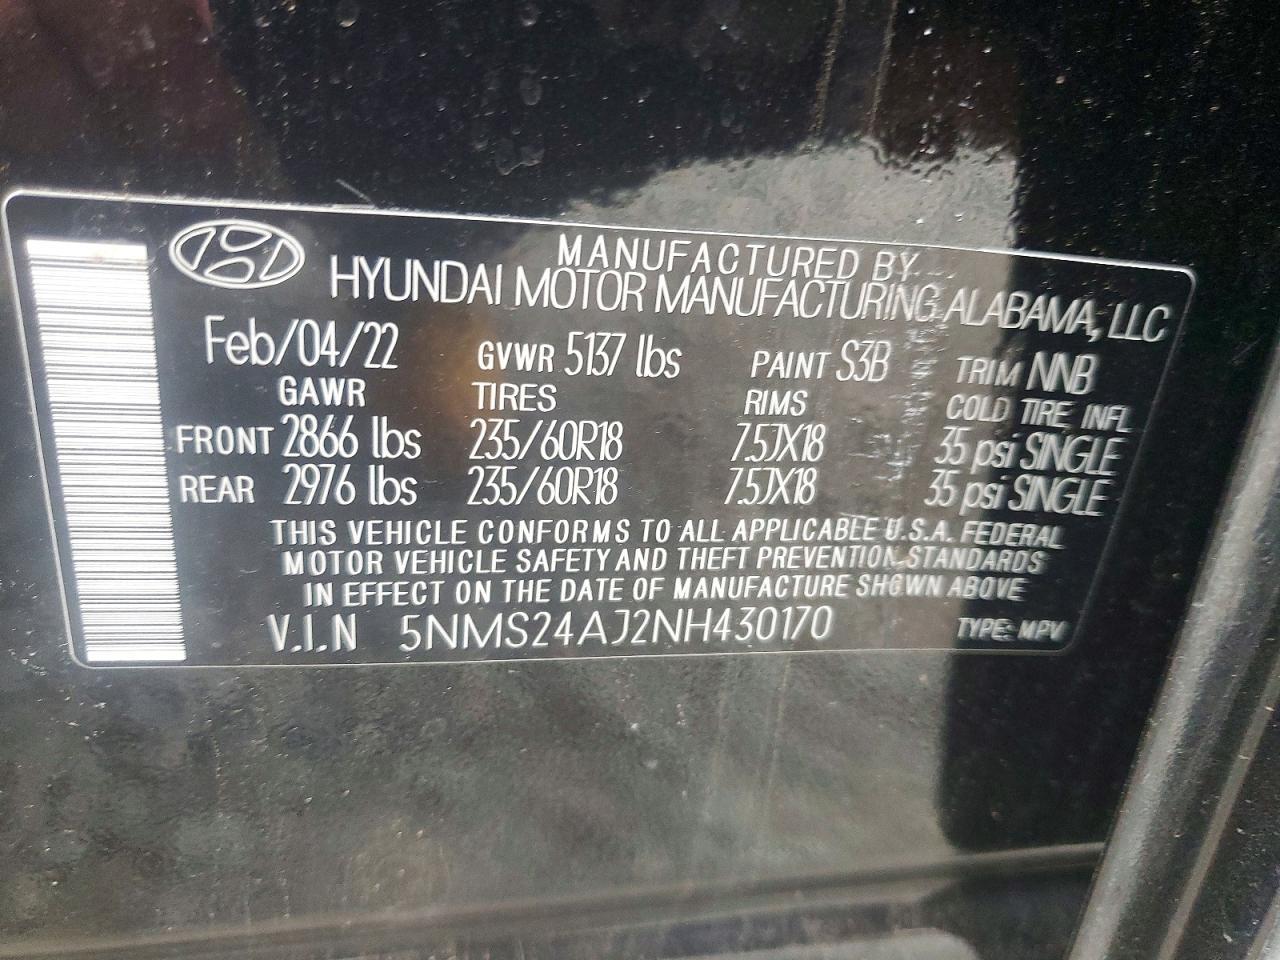 MANUFACTURED BY
HYUNDAI MOTOR MANUFACTURING ALABAMA, LLC
Feb/04/22 GVWR 5137 lbs PAINT S3B TRIM NNB
GAWR TIRES RIMS COLD TIRE INFL
FRONT 2866 lbs 235/60R18 7.5JX18 35 psi SINGLE
REAR 2976 lbs 235/60R18 7.5JX18 35 psi SINGLE
THIS VEHICLE CONFORMS TO ALL APPLICABLE U.S.A. FEDERAL
MOTOR VEHICLE SAFETY AND THEFT PREVENTION STANDARDS
IN EFFECT ON THE DATE OF MANUFACTURE SHOWN ABOVE
V.I.N 5NMS24AJ2NH430170 TYPE: MPV